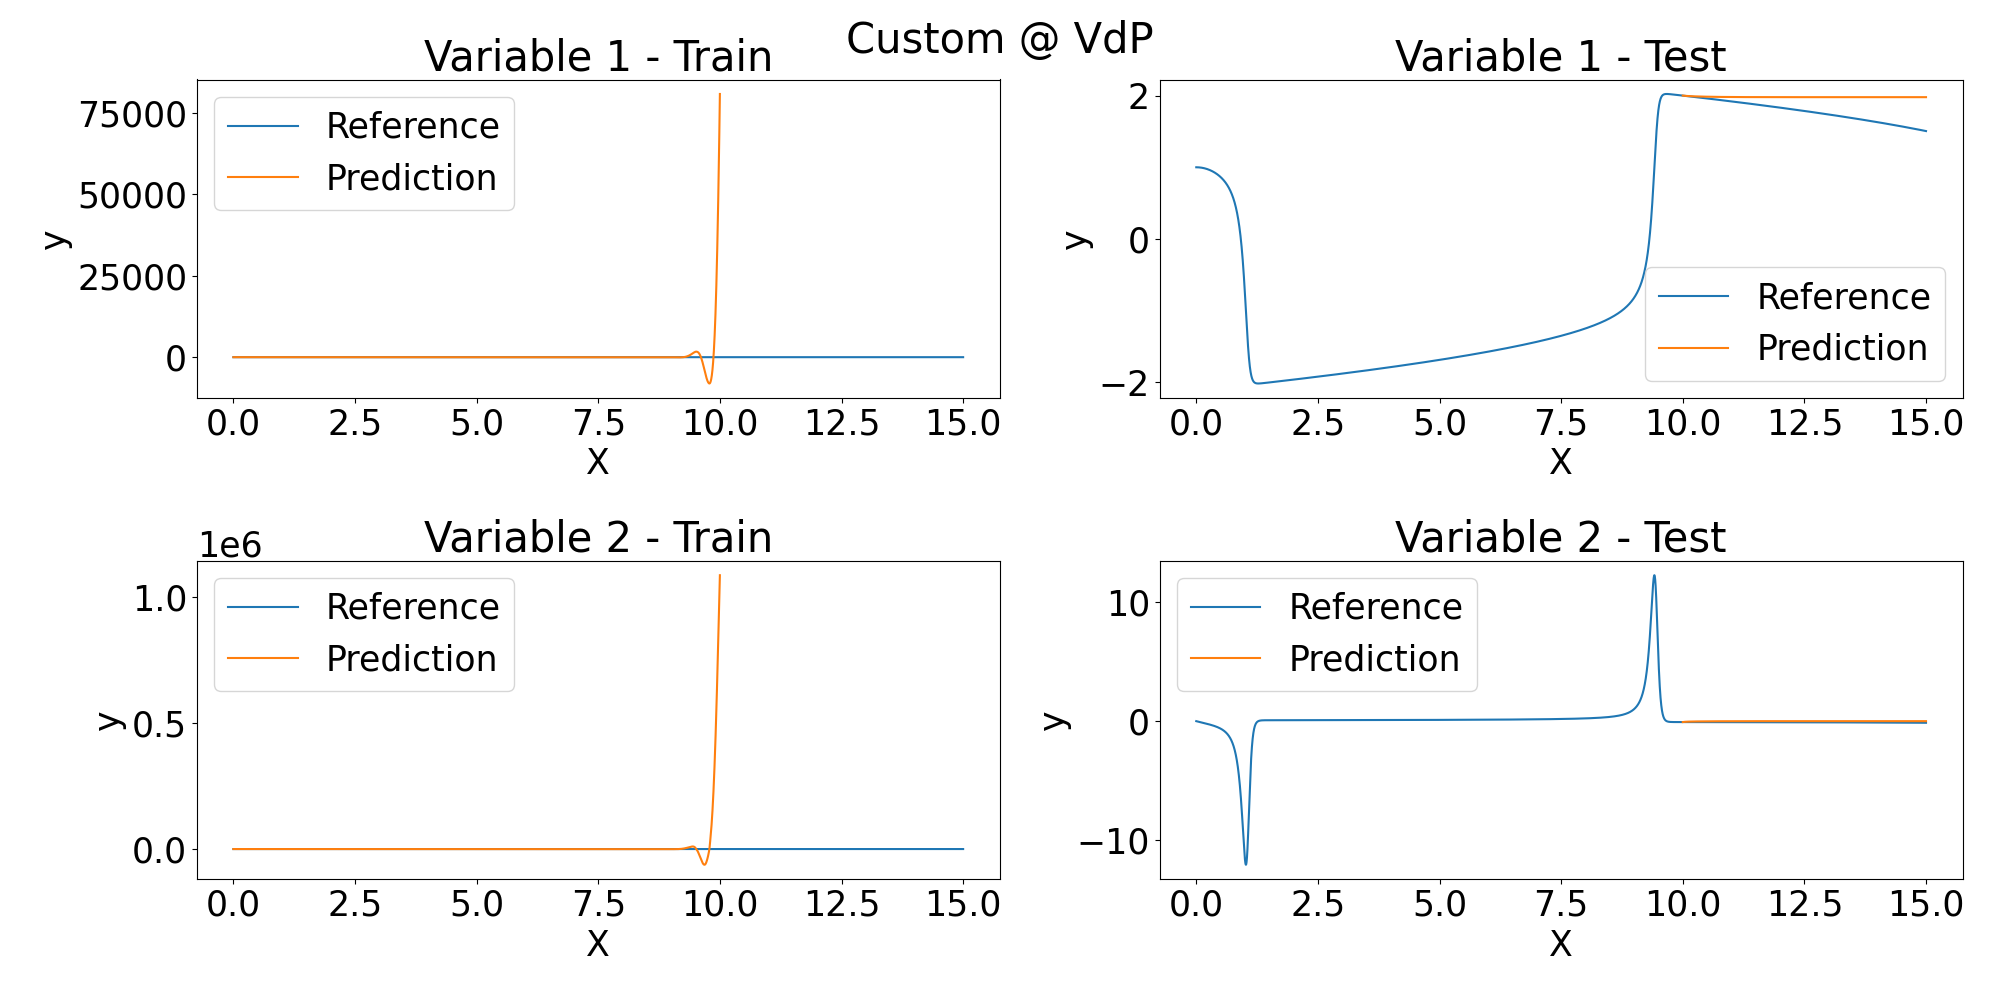 Custom @ VdP
Variable 1 - Train
75000
50000
25000
0
y
Reference
Prediction
0.0 2.5 5.0 7.5 10.0 12.5 15.0
X
Variable 1 - Test
2
0
−2
y
Reference
Prediction
0.0 2.5 5.0 7.5 10.0 12.5 15.0
X
Variable 2 - Train
1e6
1.0
0.5
0.0
y
Reference
Prediction
0.0 2.5 5.0 7.5 10.0 12.5 15.0
X
Variable 2 - Test
10
0
−10
y
Reference
Prediction
0.0 2.5 5.0 7.5 10.0 12.5 15.0
X